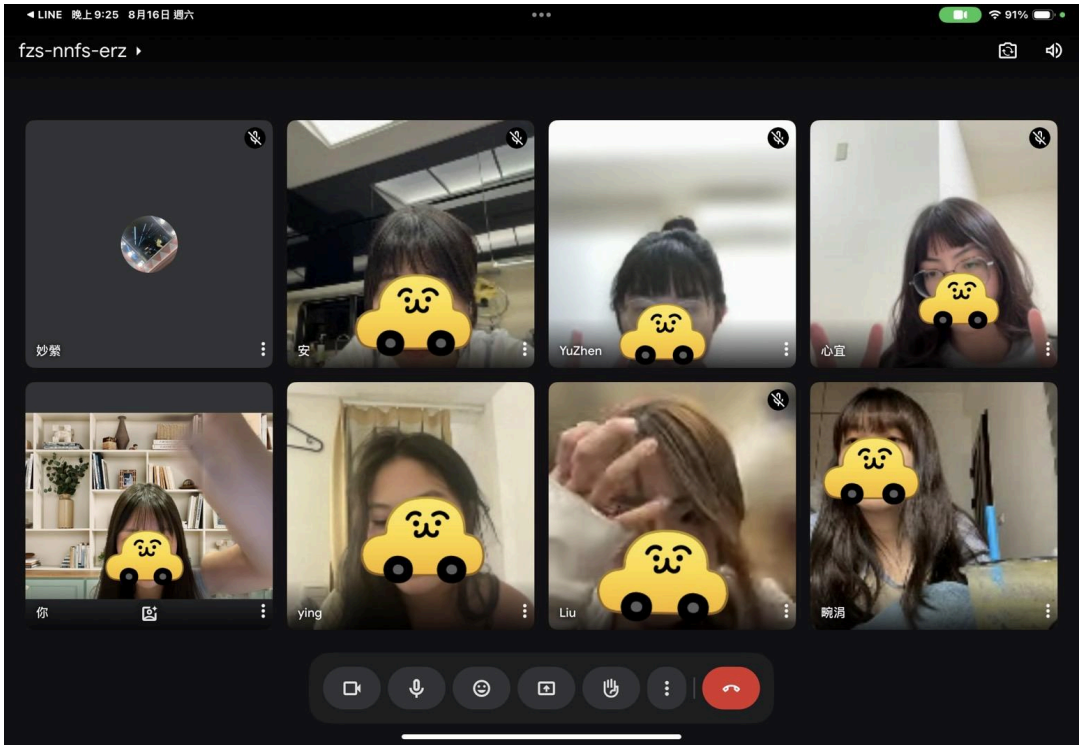 LINE 晚上9:25 8月16日 週六
91%
fzs-nnfs-erz
妙縈
安
YuZhen
心宜
你
ying
Liu
畹涓